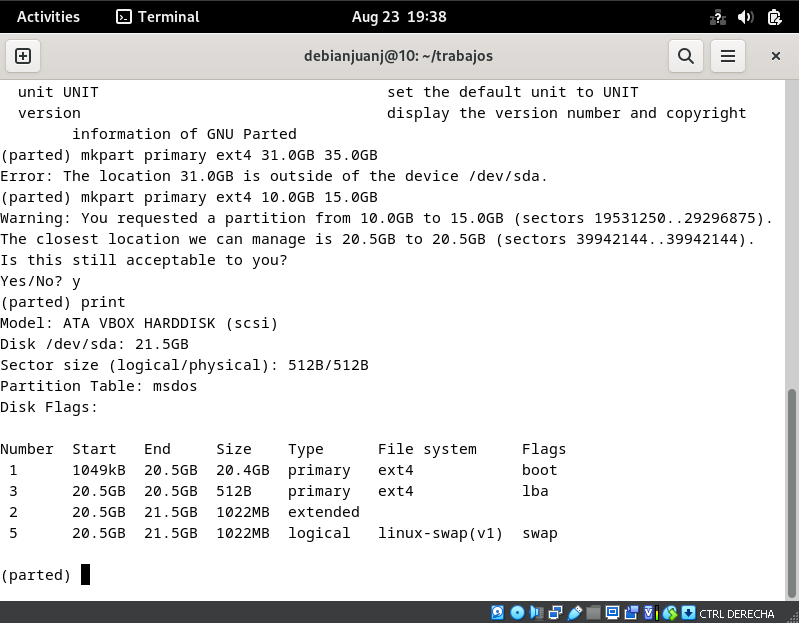 Activities Terminal Aug 23 19:38
debianjuanj@10: ~/trabajos
unit UNIT set the default unit to UNIT
version display the version number and copyright
information of GNU Parted
(parted) mkpart primary ext4 31.0GB 35.0GB
Error: The location 31.0GB is outside of the device /dev/sda.
(parted) mkpart primary ext4 10.0GB 15.0GB
Warning: You requested a partition from 10.0GB to 15.0GB (sectors 19531250..29296875).
The closest location we can manage is 20.5GB to 20.5GB (sectors 39942144..39942144).
Is this still acceptable to you?
Yes/No? y
(parted) print
Model: ATA VBOX HARDDISK (scsi)
Disk /dev/sda: 21.5GB
Sector size (logical/physical): 512B/512B
Partition Table: msdos
Disk Flags:
Number Start End Size Type File system Flags
1 1049kB 20.5GB 20.4GB primary ext4 boot
3 20.5GB 20.5GB 512B primary ext4 lba
2 20.5GB 21.5GB 1022MB extended
5 20.5GB 21.5GB 1022MB logical linux-swap(v1) swap
(parted)
CTRL DERECHA